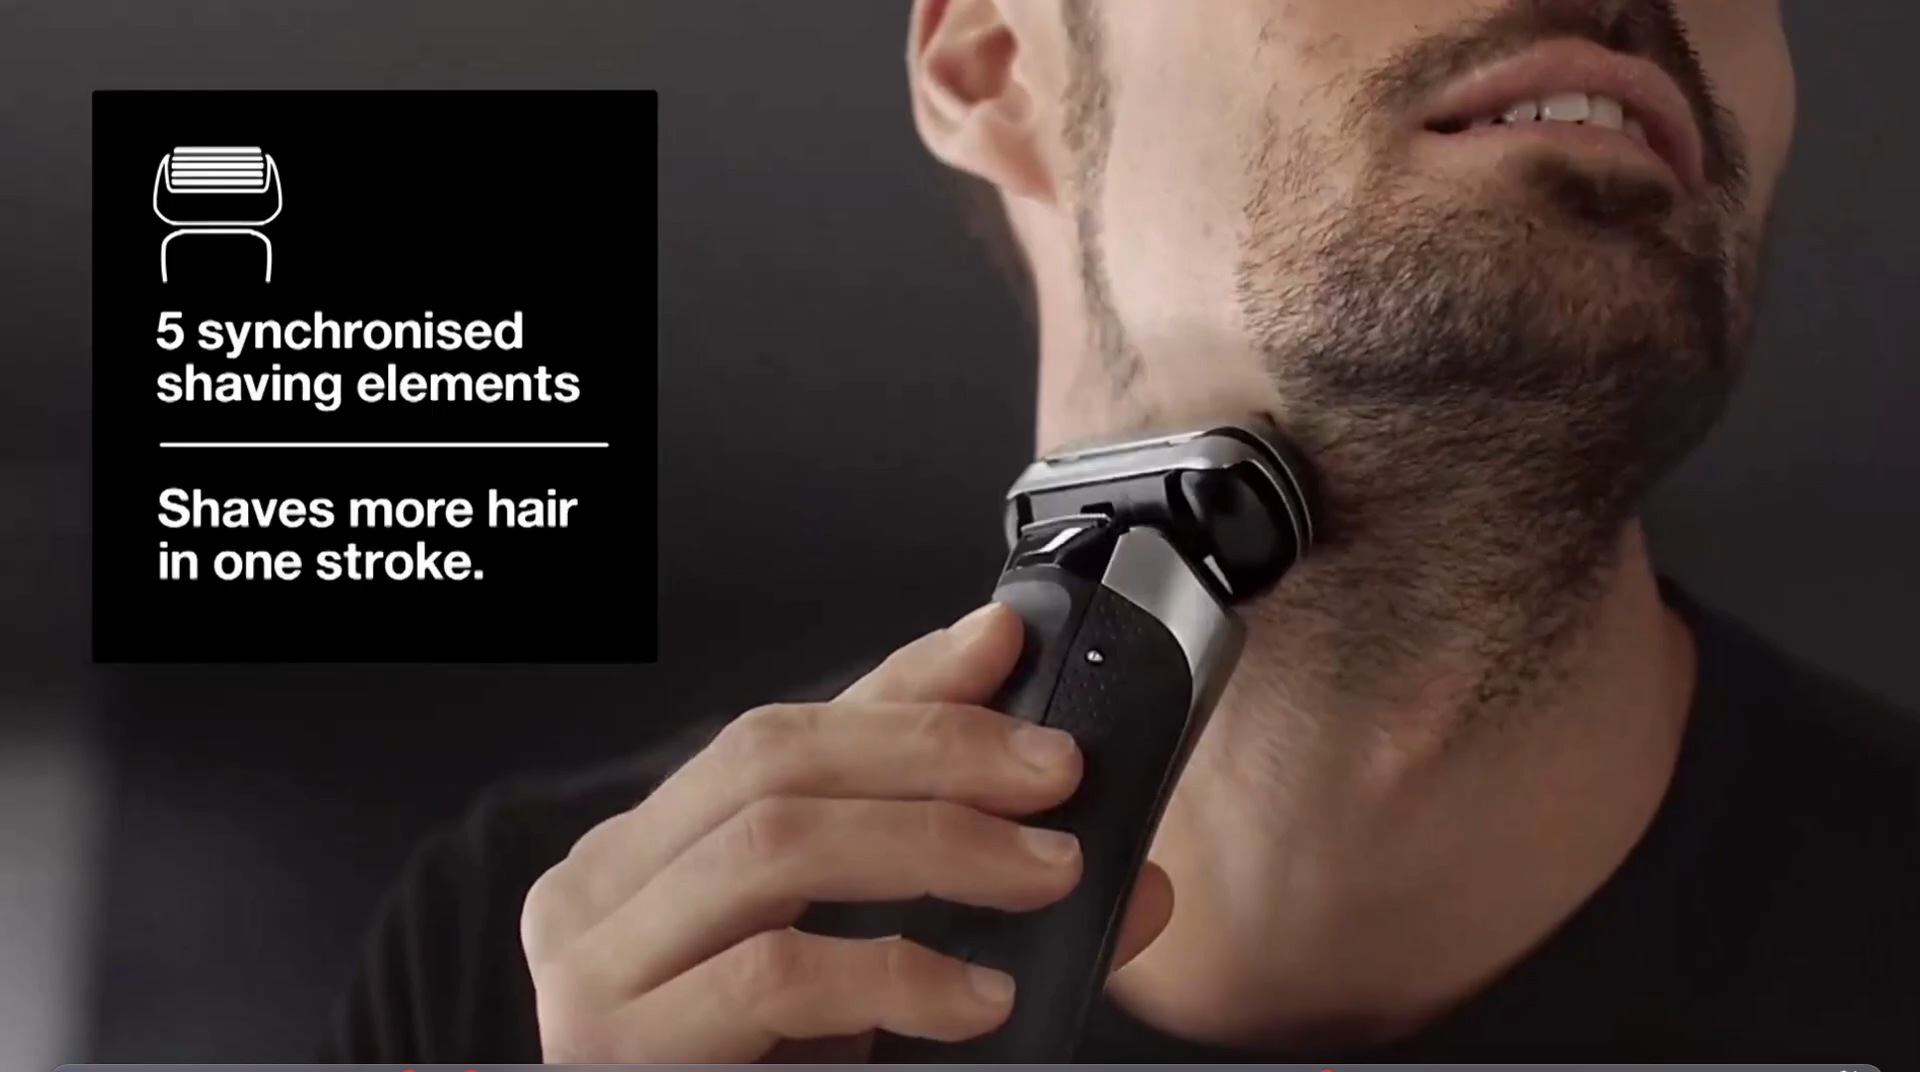 5 synchronised
shaving elements
Shaves more hair
in one stroke.